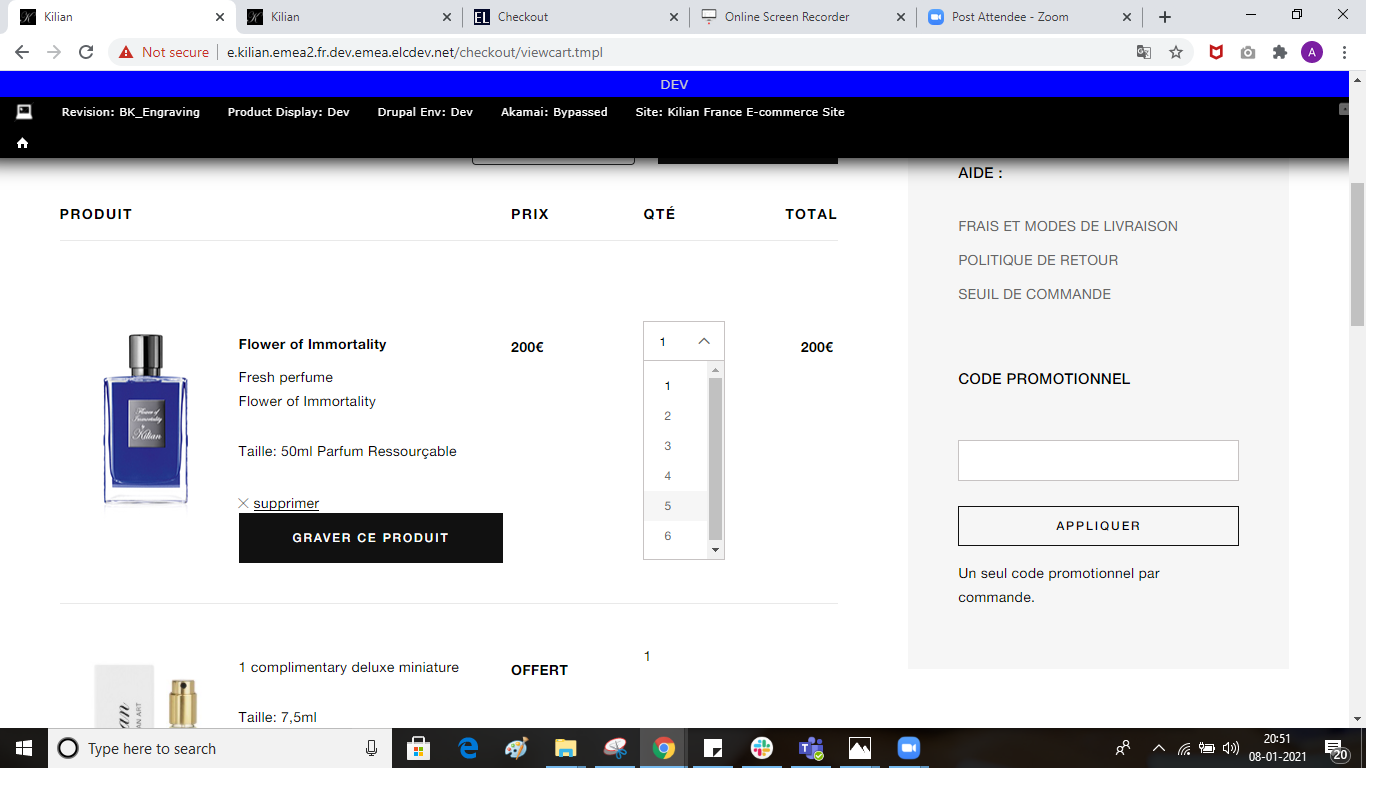 Kilian
Kilian
EL Checkout
Online Screen Recorder
Post Attendee - Zoom
Not secure | e.kilian.emea2.fr.dev.emea.elcdev.net/checkout/viewcart.tmpl
A
DEV
Revision: BK_Engraving Product Display: Dev Drupal Env: Dev Akamai: Bypassed Site: Kilian France E-commerce Site
PRODUIT PRIX QTÉ TOTAL
Flower of Immortality
200€
1
200€
Fresh perfume
Flower of Immortality
Taille: 50ml Parfum Ressourçable
supprimer
GRAVER CE PRODUIT
1
2
3
4
5
6
Flower of
Immortality
Kilian
1 complimentary deluxe miniature
OFFERT
1
Taille: 7,5ml
AIDE :
FRAIS ET MODES DE LIVRAISON
POLITIQUE DE RETOUR
SEUIL DE COMMANDE
CODE PROMOTIONNEL
APPLIQUER
Un seul code promotionnel par
commande.
Type here to search
20:51
08-01-2021
20